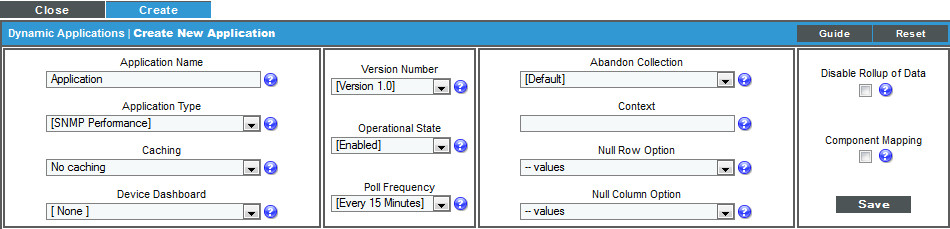 Close Create
Dynamic Applications | Create New Application Guide Reset
Application Name
Application
Application Type
[SNMP Performance]
Caching
No caching
Device Dashboard
[ None ]
Version Number
[Version 1.0]
Operational State
[Enabled]
Poll Frequency
[Every 15 Minutes]
Abandon Collection
[Default]
Context
Null Row Option
-- values
Null Column Option
-- values
Disable Rollup of Data
Component Mapping
Save